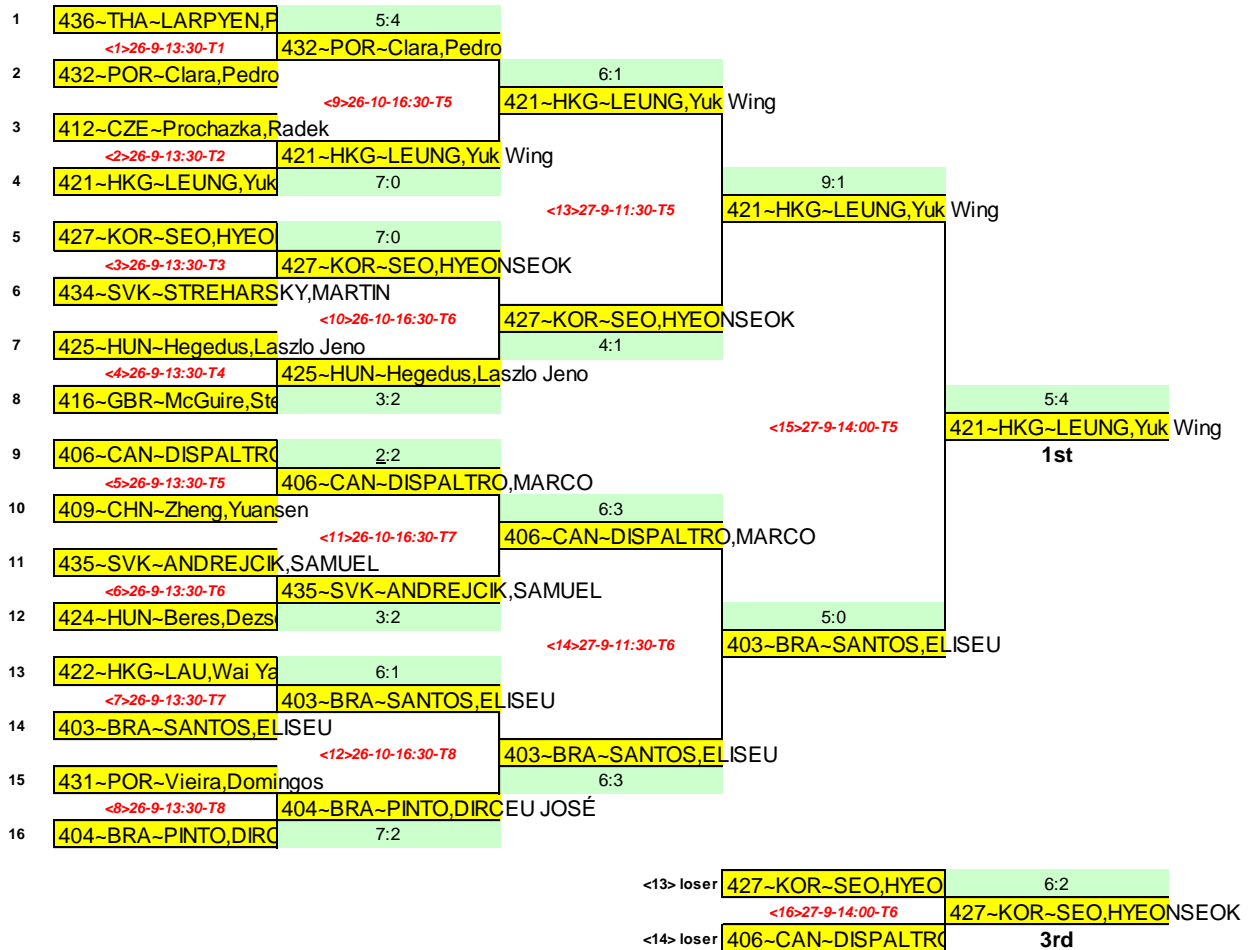 1 436~THA~LARPYEN,P 5:4
<1>26-9-13:30-T1 432~POR~Clara,Pedro
2 432~POR~Clara,Pedro 6:1
<9>26-10-16:30-T5 421~HKG~LEUNG,Yuk Wing
3 412~CZE~Prochazka,Radek
<2>26-9-13:30-T2 421~HKG~LEUNG,Yuk Wing
4 421~HKG~LEUNG,Yuk 7:0 9:1
<13>27-9-11:30-T5 421~HKG~LEUNG,Yuk Wing
5 427~KOR~SEO,HYEO 7:0
<3>26-9-13:30-T3 427~KOR~SEO,HYEONSEOK
6 434~SVK~STREHARSKY,MARTIN
<10>26-10-16:30-T6 427~KOR~SEO,HYEONSEOK
7 425~HUN~Hegedus,Laszlo Jeno 4:1
<4>26-9-13:30-T4 425~HUN~Hegedus,Laszlo Jeno
8 416~GBR~McGuire,Ste 3:2 5:4
<15>27-9-14:00-T5 421~HKG~LEUNG,Yuk Wing
9 406~CAN~DISPALTRO 2:2 1st
<5>26-9-13:30-T5 406~CAN~DISPALTRO,MARCO
10 409~CHN~Zheng,Yuansen 6:3
<11>26-10-16:30-T7 406~CAN~DISPALTRO,MARCO
11 435~SVK~ANDREJCIK,SAMUEL
<6>26-9-13:30-T6 435~SVK~ANDREJCIK,SAMUEL
12 424~HUN~Beres,Dezs 3:2 5:0
<14>27-9-11:30-T6 403~BRA~SANTOS,ELISEU
13 422~HKG~LAU,Wai Ya 6:1
<7>26-9-13:30-T7 403~BRA~SANTOS,ELISEU
14 403~BRA~SANTOS,ELISEU
<12>26-10-16:30-T8 403~BRA~SANTOS,ELISEU
15 431~POR~Vieira,Domingos 6:3
<8>26-9-13:30-T8 404~BRA~PINTO,DIRCEU JOSÉ
16 404~BRA~PINTO,DIRC 7:2
<13> loser 427~KOR~SEO,HYEO 6:2
<16>27-9-14:00-T6 427~KOR~SEO,HYEONSEOK
<14> loser 406~CAN~DISPALTRO 3rd